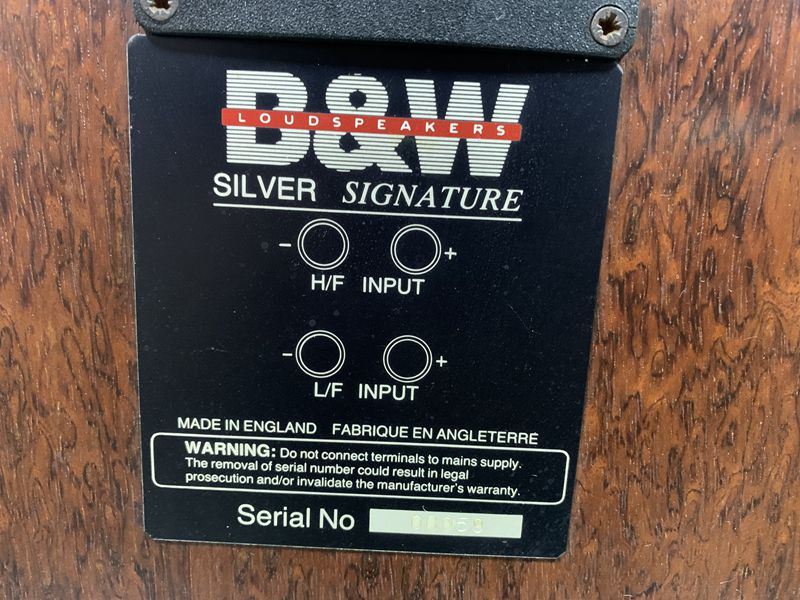 B&W
LOUDSPEAKERS
SILVER SIGNATURE
- +
H/F INPUT
- +
L/F INPUT
MADE IN ENGLAND FABRIQUE EN ANGLETERRE
WARNING: Do not connect terminals to mains supply.
The removal of serial number could result in legal
prosecution and/or invalidate the manufacturer's warranty.
Serial No